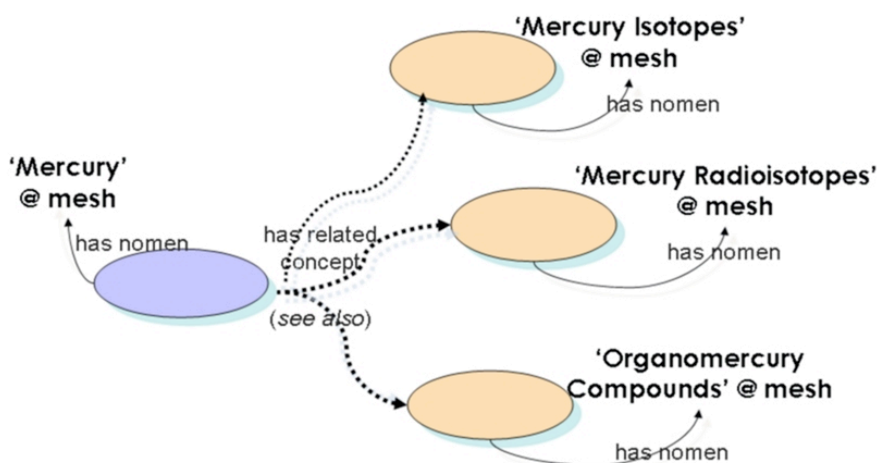 ‘Mercury Isotopes’
@ mesh
has nomen
‘Mercury’
@ mesh
has nomen
has related
concept
(see also)
‘Mercury Radioisotopes’
@ mesh
has nomen
‘Organomercury
Compounds’ @ mesh
has nomen